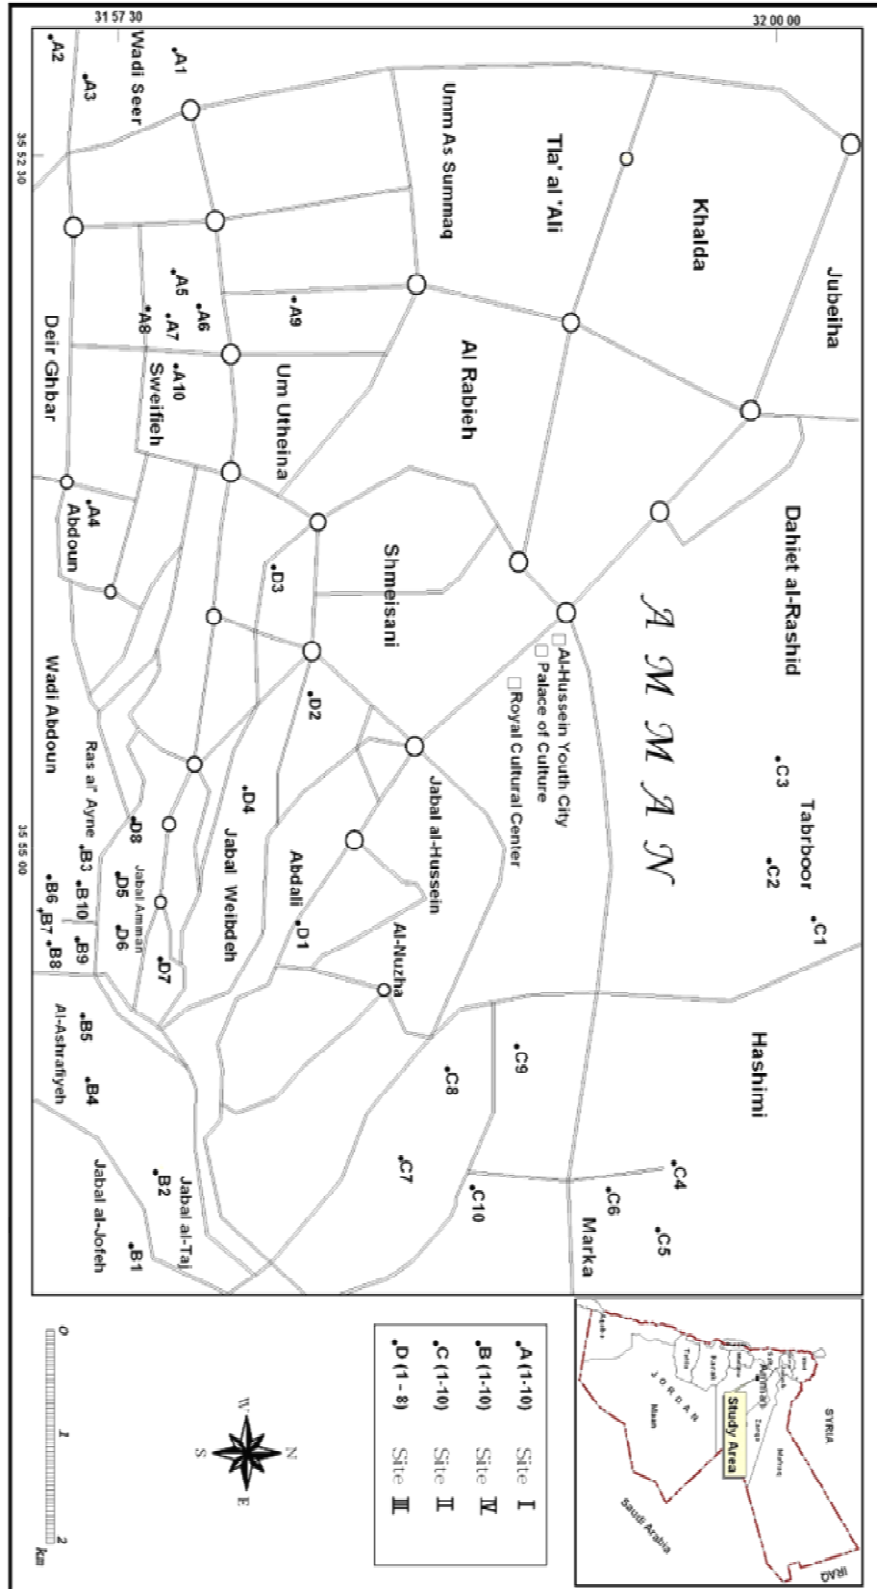 31 57 30
32 00 00
35 52 30
35 55 00
A2
A3
Wadi Seer
A1
Umm As Summaq
Tla' al 'Ali
Khalda
Jubeiha
Deir Ghbar
A8
A5
A7
A6
A9
A10
Sweifieh
Um Utheina
Al Rabieh
A4
Abdoun
D3
Shmeisani
Dahiet al-Rashid
A M M A N
Al-Hussein Youth City
Palace of Culture
Royal Cultural Center
Wadi Abdoun
Ras al' Ayne
D2
D4
D8
Jabal Weibdeh
Abdali
Jabal al-Hussein
C3
Tabrboor
C2
C1
B6
B7
B8
B3
B10
B9
D5
D6
Jabal Amman
D7
D1
Al-Nuzha
Al-Ashrafiyeh
B5
B4
C8
C9
Hashimi
Jabal al-Jofeh
B2
Jabal al-Taj
B1
C7
C10
C4
C6
C5
Marka
0 1 2
km
W
N
S
E
A (1-10) Site I
B (1-10) Site IV
C (1-10) Site II
D (1 - 8) Site III
SYRIA
IRAQ
Saudi Arabia
JORDAN
Study Area
Amman
Mafraq
Zarqa
Karak
Maan
Aqaba